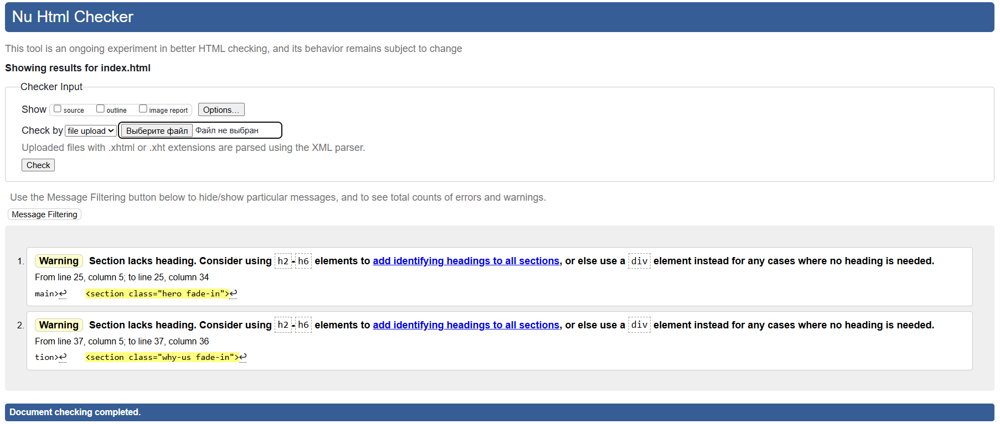 Nu Html Checker
This tool is an ongoing experiment in better HTML checking, and its behavior remains subject to change
Showing results for index.html
Checker Input
Show source outline image report Options...
Check by file upload Выберите файл Файл не выбран
Uploaded files with .xhtml or .xht extensions are parsed using the XML parser.
Check
Use the Message Filtering button below to hide/show particular messages, and to see total counts of errors and warnings.
Message Filtering
1. Warning Section lacks heading. Consider using h2-h6 elements to add identifying headings to all sections, or else use a div element instead for any cases where no heading is needed.
From line 25, column 5; to line 25, column 34
main>↩ <section class="hero fade-in">↩
2. Warning Section lacks heading. Consider using h2-h6 elements to add identifying headings to all sections, or else use a div element instead for any cases where no heading is needed.
From line 37, column 5; to line 37, column 36
tion>↩ <section class="why-us fade-in">↩
Document checking completed.